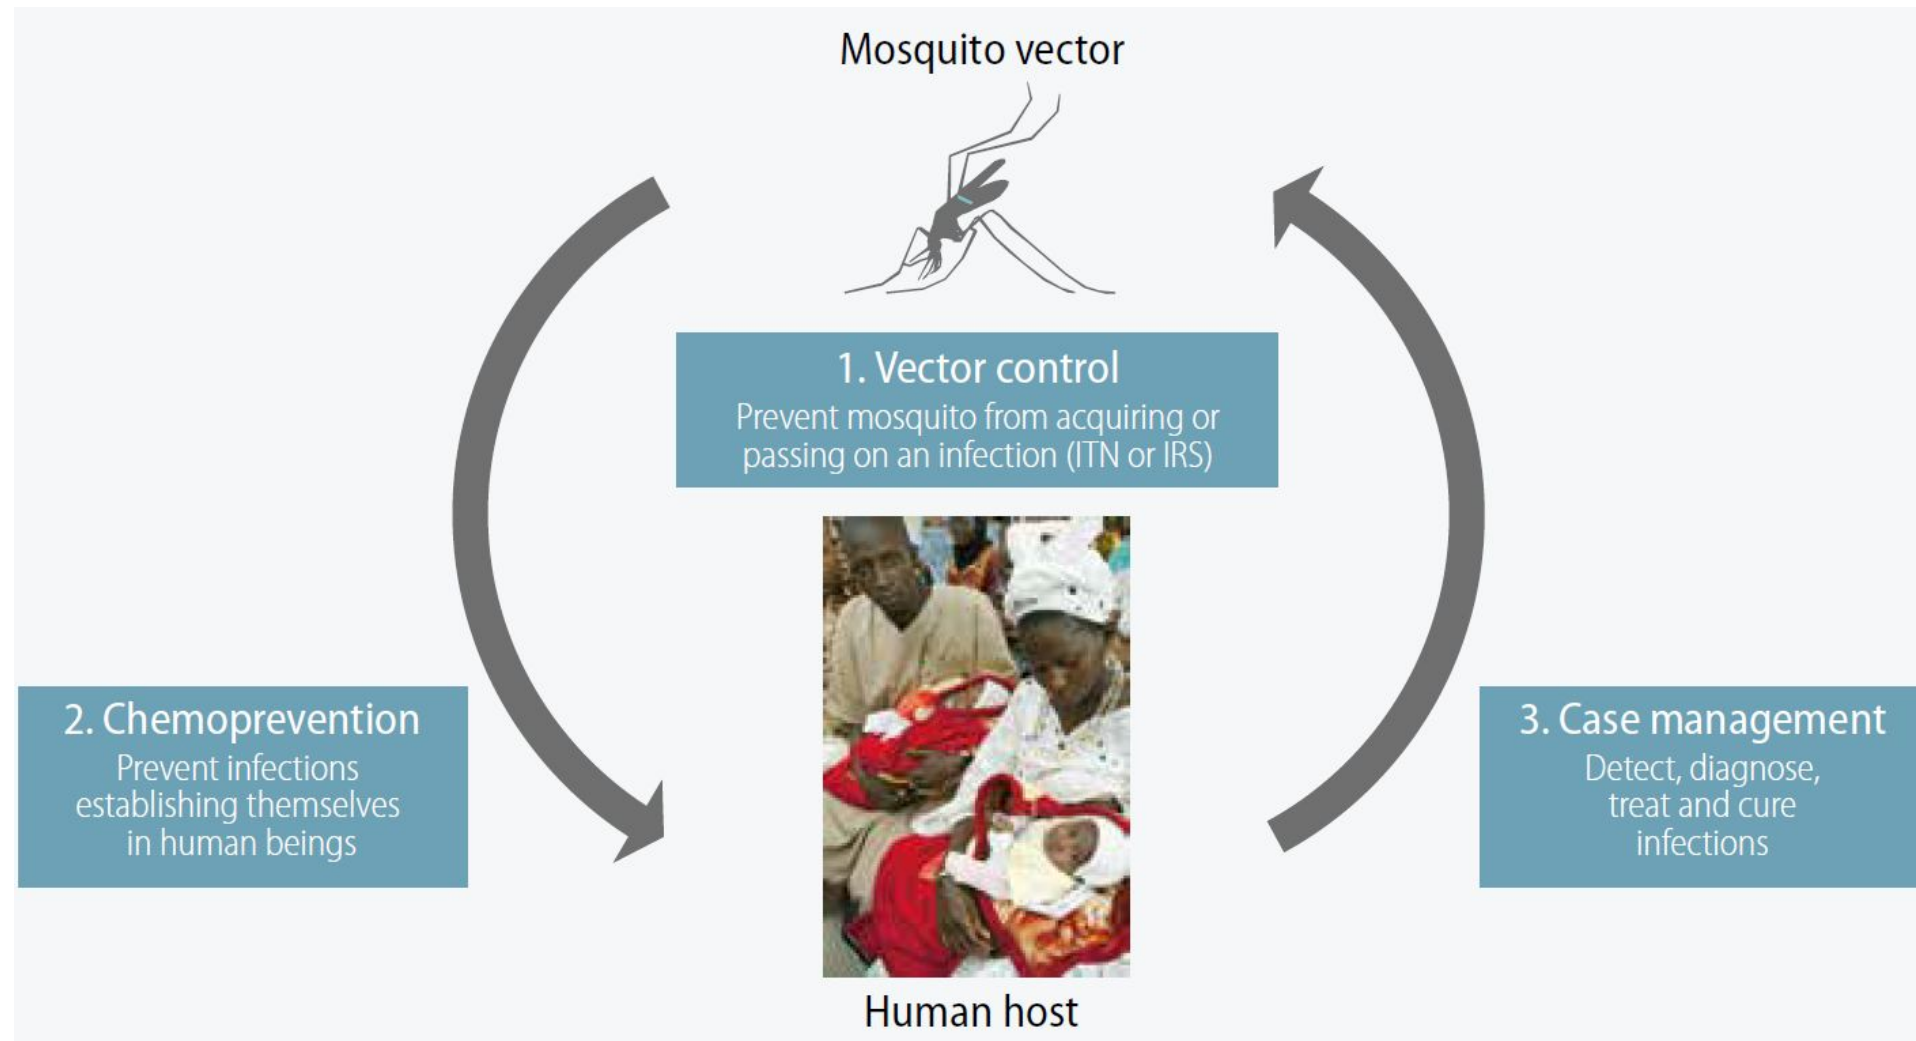 Mosquito vector
1. Vector control
Prevent mosquito from acquiring or
passing on an infection (ITN or IRS)
2. Chemoprevention
Prevent infections
establishing themselves
in human beings
3. Case management
Detect, diagnose,
treat and cure
infections
Human host